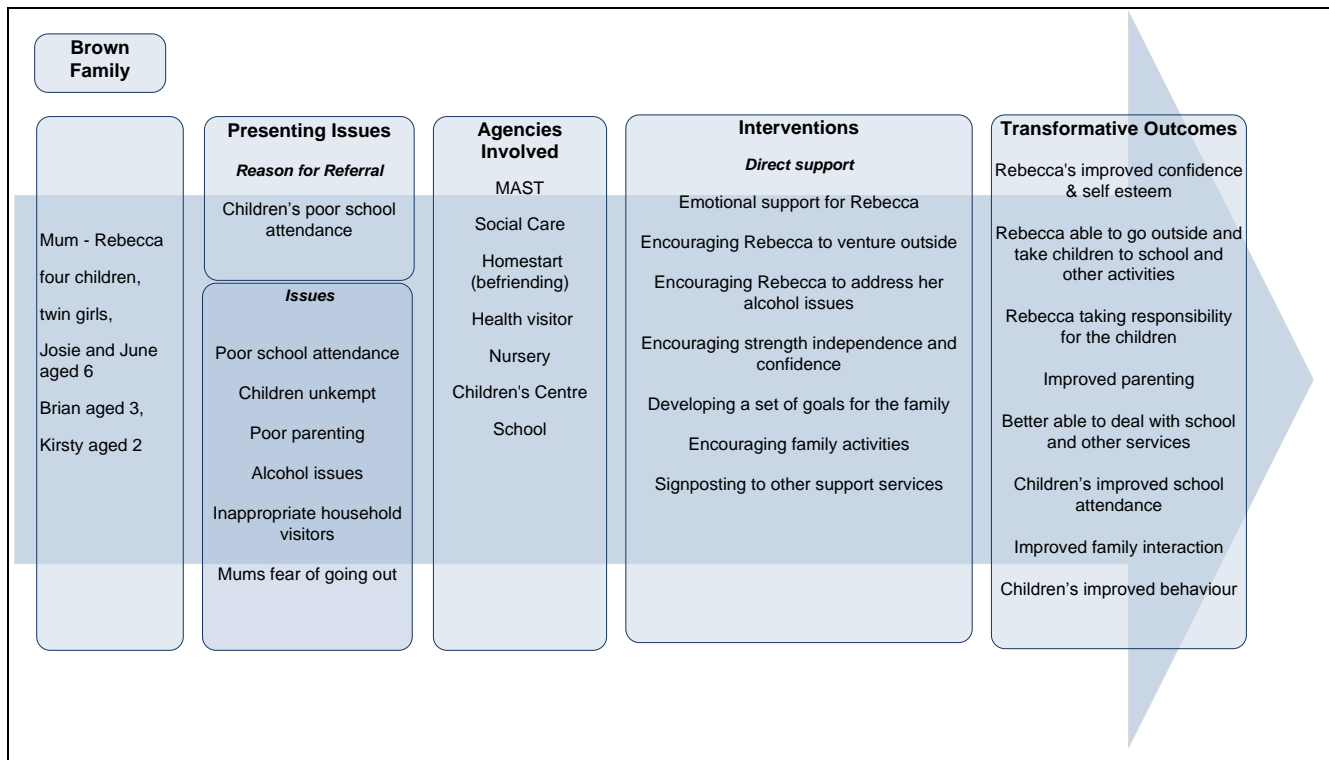 Brown
Family
Mum - Rebecca
four children,
twin girls,
Josie and June
aged 6
Brian aged 3,
Kirsty aged 2
Presenting Issues
Reason for Referral
Children’s poor school
attendance
Issues
Poor school attendance
Children unkempt
Poor parenting
Alcohol issues
Inappropriate household
visitors
Mums fear of going out
Agencies
Involved
MAST
Social Care
Homestart
(befriending)
Health visitor
Nursery
Children's Centre
School
Interventions
Direct support
Emotional support for Rebecca
Encouraging Rebecca to venture outside
Encouraging Rebecca to address her
alcohol issues
Encouraging strength independence and
confidence
Developing a set of goals for the family
Encouraging family activities
Signposting to other support services
Transformative Outcomes
Rebecca's improved confidence
& self esteem
Rebecca able to go outside and
take children to school and
other activities
Rebecca taking responsibility
for the children
Improved parenting
Better able to deal with school
and other services
Children’s improved school
attendance
Improved family interaction
Children’s improved behaviour